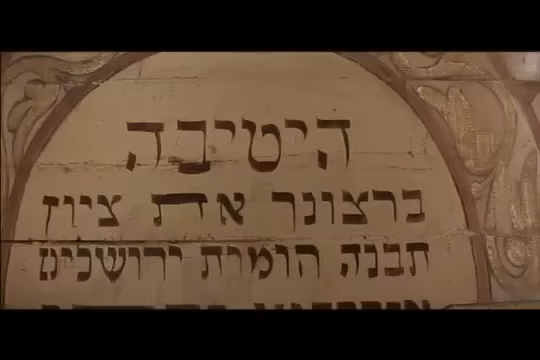 היטיבה
ברצונך את ציון
תבנה חומות ירושלים